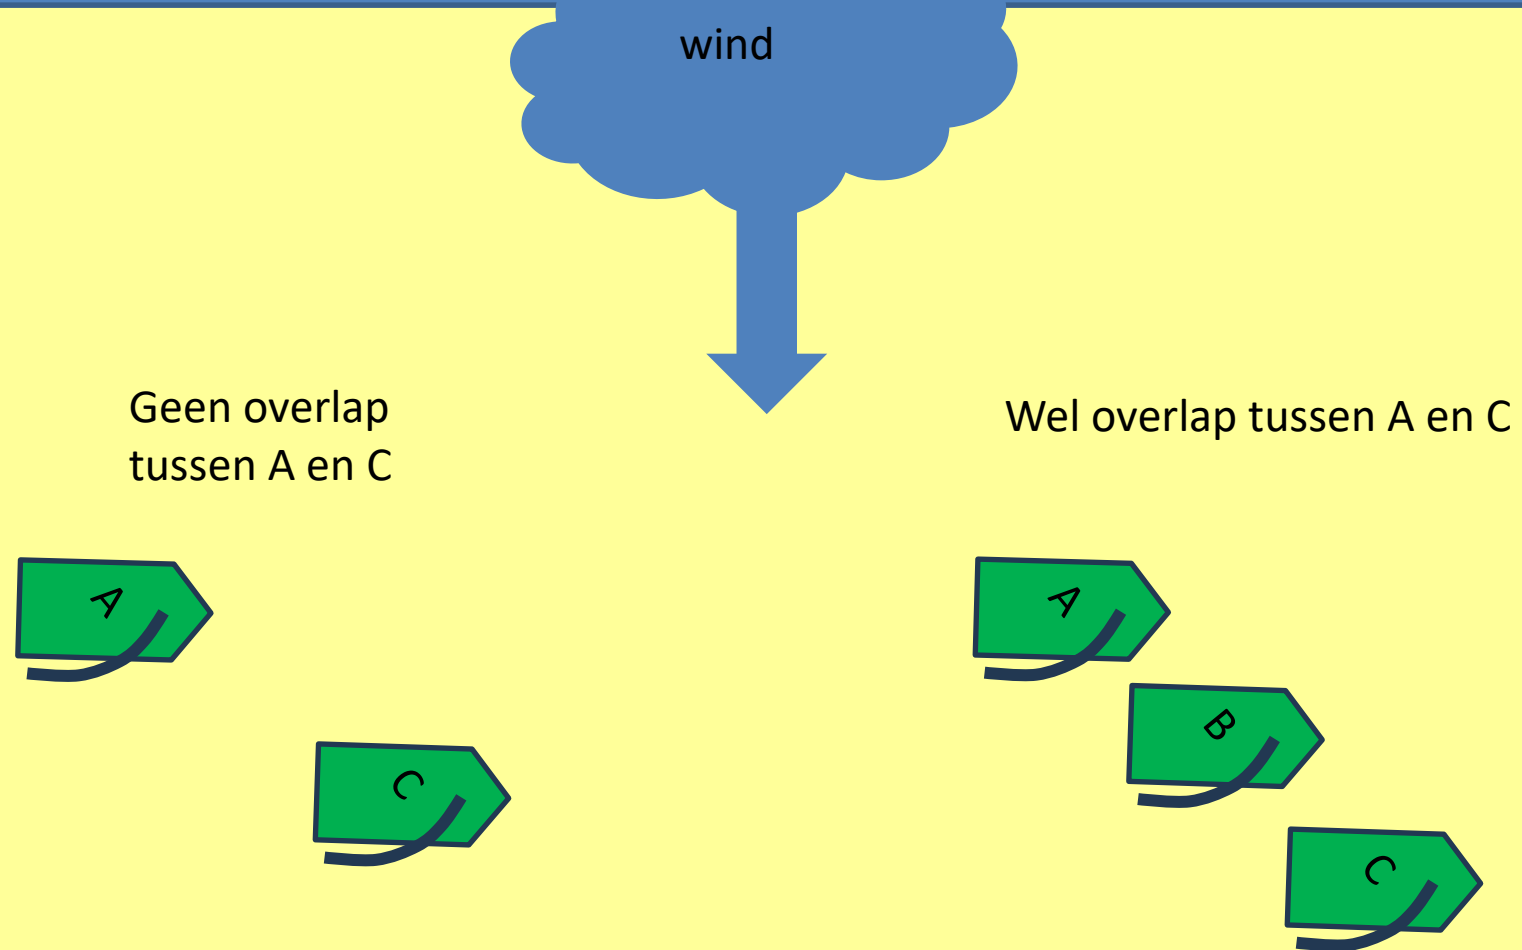 wind
Geen overlap
tussen A en C
Wel overlap tussen A en C
A
C
A
B
C